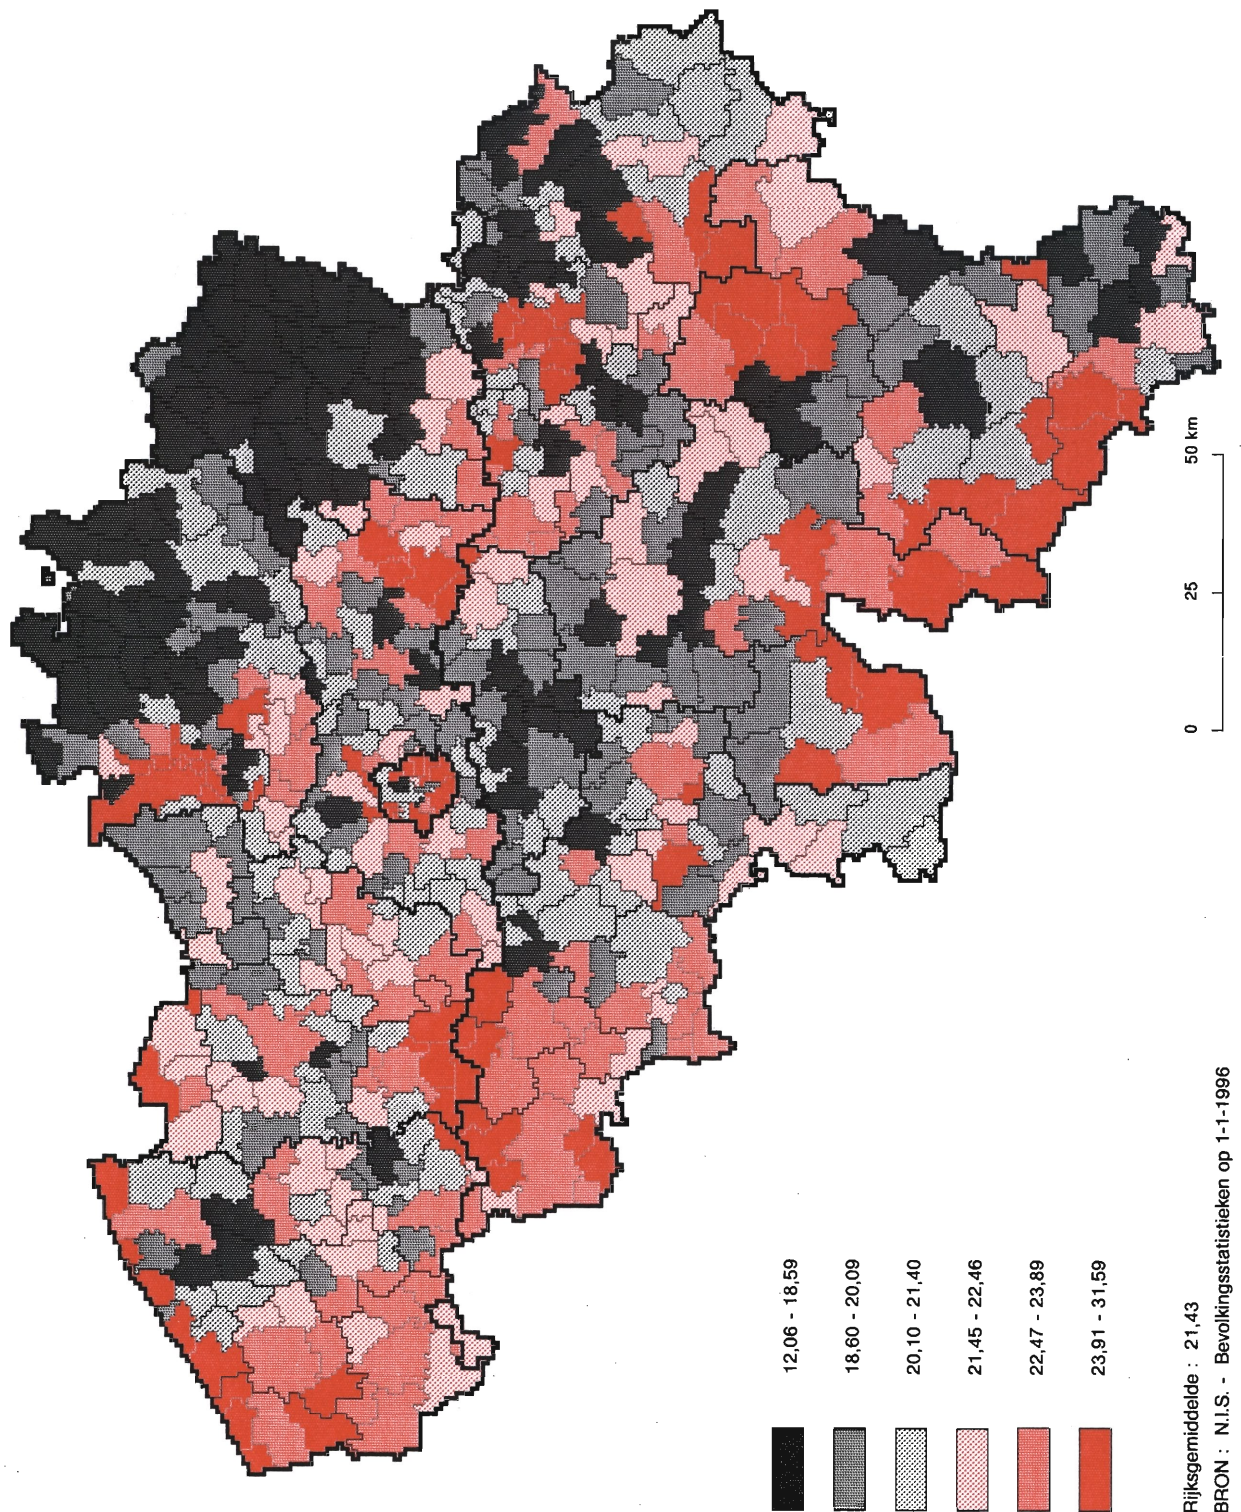 12,06 - 18,59
18,60 - 20,09
20,10 - 21,40
21,45 - 22,46
22,47 - 23,89
23,91 - 31,59
0 25 50 km
Rijksgemiddelde : 21,43
BRON : N.I.S. - Bevolkingsstatistieken op 1-1-1996